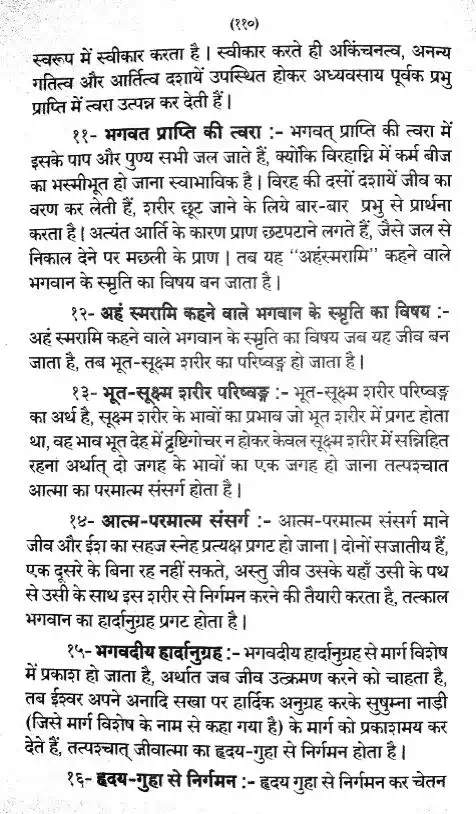 (११०)
स्वरूप में स्वीकार करता है। स्वीकार करते ही अकिंचनत्व, अनन्य
गतित्व और आर्तित्व दशायें उपस्थित होकर अध्यवसाय पूर्वक प्रभु
प्राप्ति में त्वरा उत्पन्न कर देती हैं।
११- भगवत प्राप्ति की त्वरा :- भगवत् प्राप्ति की त्वरा में
इसके पाप और पुण्य सभी जल जाते हैं, क्योंकि विरहाग्नि में कर्म बीज
का भस्मीभूत हो जाना स्वाभाविक है। विरह की दसों दशायें जीव का
वरण कर लेती हैं, शरीर छूट जाने के लिये बार-बार प्रभु से प्रार्थना
करता है। अत्यंत आर्ति के कारण प्राण छटपटाने लगते हैं, जैसे जल से
निकाल देने पर मछली के प्राण। तब यह "अहंस्मरामि" कहने वाले
भगवान के स्मृति का विषय बन जाता है।
१२- अहं स्मरामि कहने वाले भगवान के स्मृति का विषय :-
अहं स्मरामि कहने वाले भगवान के स्मृति का विषय जब यह जीव बन
जाता है, तब भूत-सूक्ष्म शरीर का परिष्वङ्ग हो जाता है।
१३- भूत-सूक्ष्म शरीर परिष्वङ्ग :- भूत-सूक्ष्म शरीर परिष्वङ्ग
का अर्थ है, सूक्ष्म शरीर के भावों का प्रभाव जो भूत शरीर में प्रगट होता
था, वह भाव भूत देह में दृष्टिगोचर न होकर केवल सूक्ष्म शरीर में सन्निहित
रहना अर्थात् दो जगह के भावों का एक जगह हो जाना तत्पश्चात
आत्मा का परमात्म संसर्ग होता है।
१४- आत्म-परमात्म संसर्ग :- आत्म-परमात्म संसर्ग माने
जीव और ईश का सहज स्नेह प्रत्यक्ष प्रगट हो जाना। दोनों सजातीय हैं,
एक दूसरे के बिना रह नहीं सकते, अस्तु जीव उसके यहाँ उसी के पथ
से उसी के साथ इस शरीर से निर्गमन करने की तैयारी करता है, तत्काल
भगवान का हार्दानुग्रह प्रगट होता है।
१५- भगवदीय हार्दानुग्रह :- भगवदीय हार्दानुग्रह से मार्ग विशेष
में प्रकाश हो जाता है, अर्थात जब जीव उत्क्रमण करने को चाहता है,
तब ईश्वर अपने अनादि सखा पर हार्दिक अनुग्रह करके सुषुम्ना नाड़ी
(जिसे मार्ग विशेष के नाम से कहा गया है) के मार्ग को प्रकाशमय कर
देते हैं, तत्पश्चात् जीवात्मा का हृदय-गुहा से निर्गमन होता है।
१६- हृदय-गुहा से निर्गमन :- हृदय गुहा से निर्गमन कर चेतन